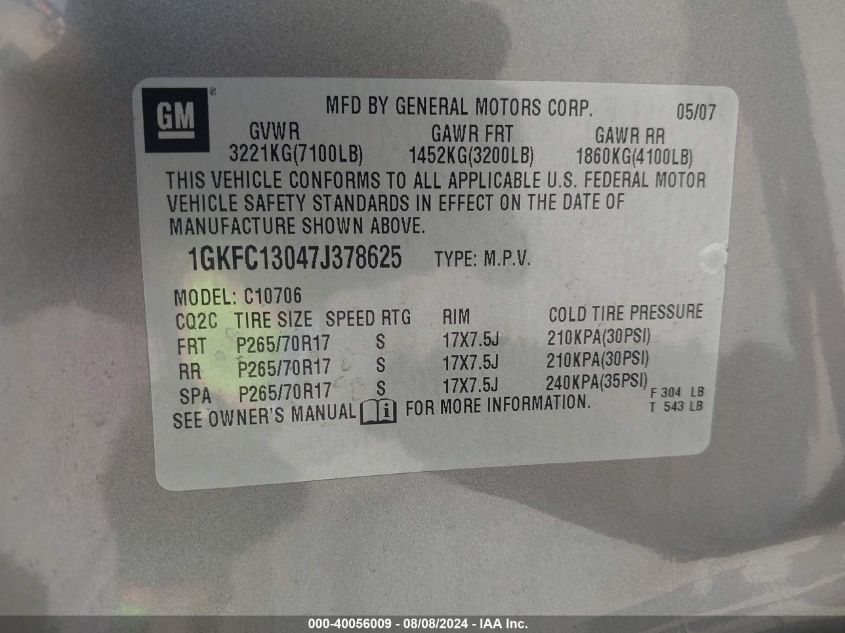 GM ® MFD BY GENERAL MOTORS CORP. 05/07
GVWR GAWR FRT GAWR RR
3221KG(7100LB) 1452KG(3200LB) 1860KG(4100LB)
THIS VEHICLE CONFORMS TO ALL APPLICABLE U.S. FEDERAL MOTOR
VEHICLE SAFETY STANDARDS IN EFFECT ON THE DATE OF
MANUFACTURE SHOWN ABOVE.
1GKFC13047J378625 TYPE: M.P.V.
MODEL: C10706
CQ2C TIRE SIZE SPEED RTG RIM COLD TIRE PRESSURE
FRT P265/70R17 S 17X7.5J 210KPA(30PSI)
RR P265/70R17 S 17X7.5J 210KPA(30PSI)
SPA P265/70R17 S 17X7.5J 240KPA(35PSI) F 304 LB
SEE OWNER'S MANUAL i FOR MORE INFORMATION. T 543 LB
000-40056009 / 08/08/2024 - IAA Inc.